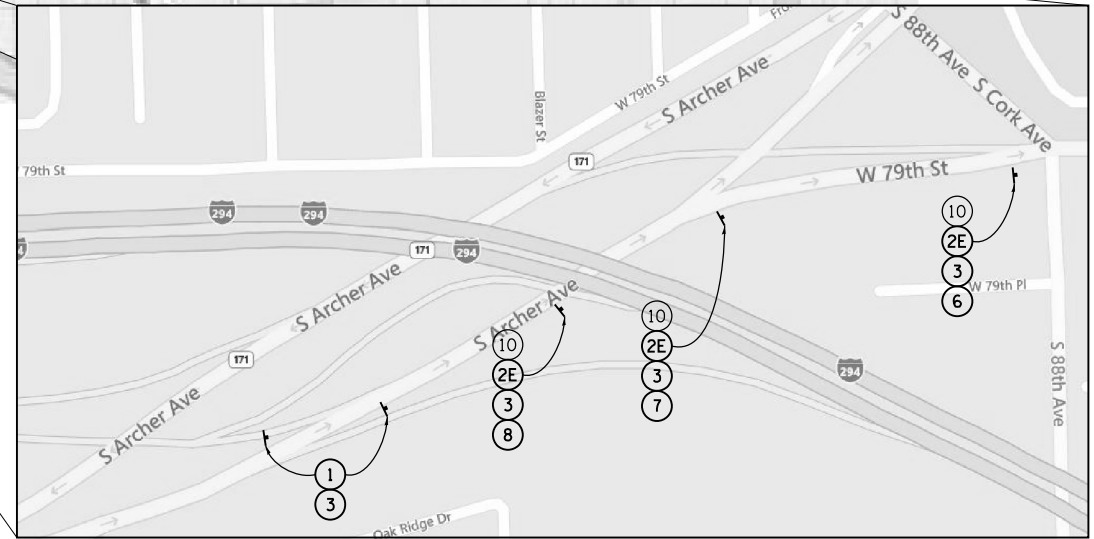 Fro
S 88th Ave
S Cork Ave
S Archer Ave
W 79th St
Blazer St
171
79th St
W 79th St
294
294
10
171
294
2E
3
W 79th Pl
6
S Archer Ave
S Archer Ave
10
2E
3
7
10
2E
3
8
171
294
S 88th Ave
S Archer Ave
1
3
Oak Ridge Dr